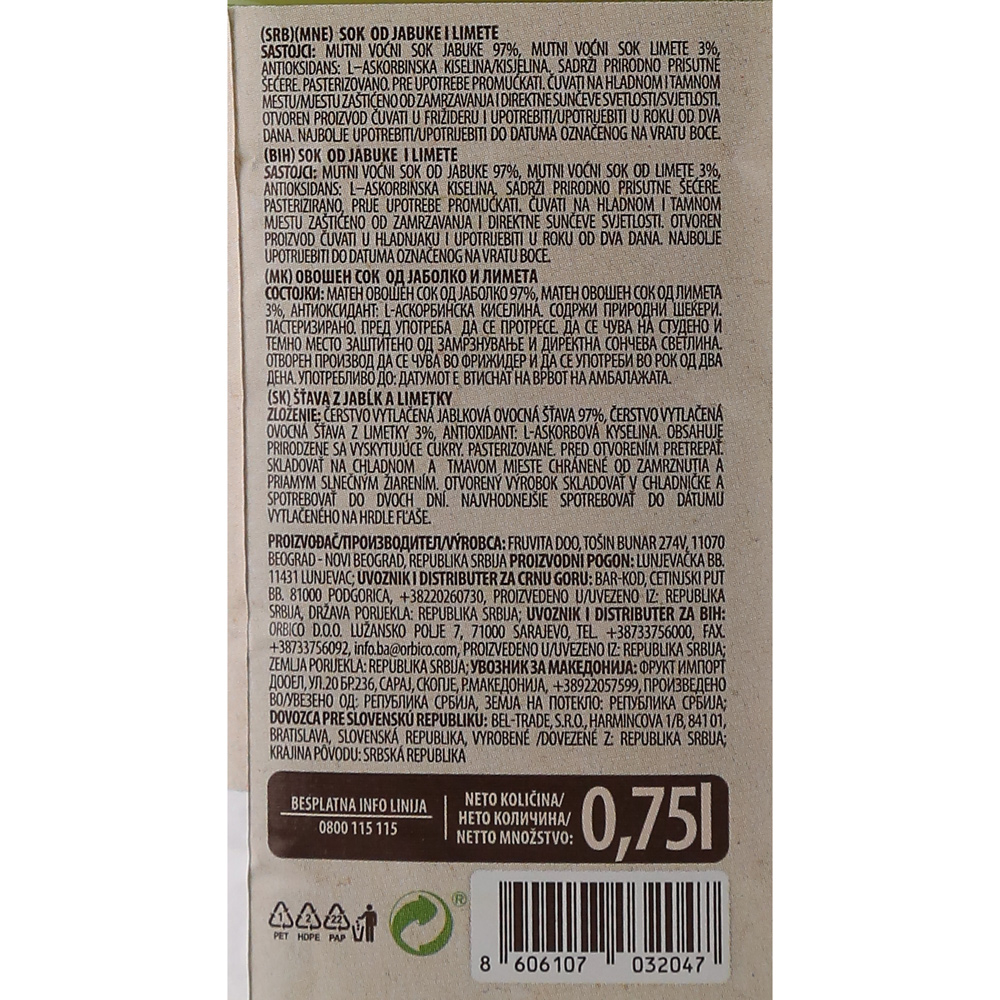 (SRB)(MNE) SOK OD JABUKE I LIMETE
SASTOJCI: MUTNI VOĆNI SOK JABUKE 97%, MUTNI VOĆNI SOK LIMETE 3%,
ANTIOKSIDANS: L–ASKORBINSKA KISELINA/KISJELINA, SADRŽI PRIRODNO PRISUTNE
ŠEĆERE. PASTERIZOVANO. PRE UPOTREBE PROMUĆKATI. ČUVATI NA HLADNOM I TAMNOM
MESTU/MJESTU ZAŠTIĆENO OD ZAMRZAVANJA I DIREKTNE SUNČEVE SVETLOSTI/SVJETLOSTI.
OTVOREN PROIZVOD ČUVATI U FRIŽIDERU I UPOTREBITI/UPOTRIJEBITI U ROKU OD DVA
DANA. NAJBOLJE UPOTREBITI/UPOTRIJEBITI DO DATUMA OZNAČENOG NA VRATU BOCE.
(BIH) SOK OD JABUKE I LIMETE
SASTOJCI: MUTNI VOĆNI SOK OD JABUKE 97%, MUTNI VOĆNI SOK OD LIMETE 3%,
ANTIOKSIDANS: L–ASKORBINSKA KISELINA, SADRŽI PRIRODNO PRISUTNE ŠEĆERE.
PASTERIZIRANO, PRIJE UPOTREBE PROMUĆKATI. ČUVATI NA HLADNOM I TAMNOM
MJESTU ZAŠTIĆENO OD ZAMRZAVANJA I DIREKTNE SUNČEVE SVJETLOSTI. OTVOREN
PROIZVOD ČUVATI U HLADNJAKU I UPOTRIJEBITI U ROKU OD DVA DANA. NAJBOLJE
UPOTRIJEBITI DO DATUMA OZNAČENOG NA VRATU BOCE.
(MK) ОВОШЕН СОК ОД ЈАБОЛКО И ЛИМЕТА
СОСТОЈКИ: МАТЕН ОВОШЕН СОК ОД ЈАБОЛКО 97%, МАТЕН ОВОШЕН СОК ОД ЛИМЕТА
3%, АНТИОКСИДАНТ: L-АСКОРБИНСКА КИСЕЛИНА. СОДРЖИ ПРИРОДНИ ШЕКЕРИ.
ПАСТЕРИЗИРАНО. ПРЕД УПОТРЕБА ДА СЕ ПРОТРЕСЕ. ДА СЕ ЧУВА НА СТУДЕНО И
ТЕМНО МЕСТО ЗАШТИТЕНО ОД ЗАМРЗНУВАЊЕ И ДИРЕКТНА СОНЧЕВА СВЕТЛИНА.
ОТВОРЕН ПРОИЗВОД ДА СЕ ЧУВА ВО ФРИЖИДЕР И ДА СЕ УПОТРЕБИ ВО РОК ОД ДВА
ДЕНА. УПОТРЕБЛИВО ДО: ДАТУМОТ Е ВТИСНАТ НА ВРВОТ НА АМБАЛАЖАТА.
(SK) ŠŤAVA Z JABĹK A LIMETKY
ZLOŽENIE: ČERSTVO VYTLAČENÁ JABLKOVÁ OVOCNÁ ŠŤAVA 97%, ČERSTVO VYTLAČENÁ
OVOCNÁ ŠŤAVA Z LIMETKY 3%, ANTIOXIDANT: L-ASKORBOVÁ KYSELINA. OBSAHUJE
PRIRODZENE SA VYSKYTUJÚCE CUKRY. PASTERIZOVANÉ. PRED OTVORENÍM PRETREPAŤ.
SKLADOVAŤ NA CHLADNOM A TMAVOM MIESTE CHRÁNENÉ OD ZAMRZNUTIA A
PRIAMYM SLNEČNÝM ŽIARENÍM. OTVORENÝ VÝROBOK SKLADOVAŤ V CHLADNIČKE A
SPOTREBOVAŤ DO DVOCH DNÍ. NAJVHODNEJŠIE SPOTREBOVAŤ DO DÁTUMU
VYTLAČENÉHO NA HRDLE FĽAŠE.
PROIZVOĐAČ/ПРОИЗВОДИТЕЛ/VÝROBCA: FRUVITA DOO, TOŠIN BUNAR 274V, 11070
BEOGRAD - NOVI BEOGRAD, REPUBLIKA SRBIJA PROIZVODNI POGON: LUNJEVAČKA BB.
11431 LUNJEVAC; UVOZNIK I DISTRIBUTER ZA CRNU GORU: BAR-KOD, CETINJSKI PUT
BB. 81000 PODGORICA, +38220260730, PROIZVEDENO U/UVEZENO IZ: REPUBLIKA
SRBIJA, DRŽAVA PORIJEKLA: REPUBLIKA SRBIJA; UVOZNIK I DISTRIBUTER ZA BIH:
ORBICO D.O.O. LUŽANSKO POLJE 7, 71000 SARAJEVO, TEL. +38733756000, FAX.
+38733756092, info.ba@orbico.com, PROIZVEDENO U/UVEZENO IZ: REPUBLIKA SRBIJA;
ZEMLJA PORIJEKLA: REPUBLIKA SRBIJA; УВОЗНИК ЗА МАКЕДОНИЈА: ФРУКТ ИМПОРТ
ДООЕЛ, УЛ.20 БР.236, САРАЈ, СКОПЈЕ, Р.МАКЕДОНИЈА, +38922057599, ПРОИЗВЕДЕНО
ВО/УВЕЗЕНО ОД: РЕПУБЛИКА СРБИЈА, ЗЕМЈА НА ПОТЕКЛО: РЕПУБЛИКА СРБИЈА;
DOVOZCA PRE SLOVENSKÚ REPUBLIKU: BEL-TRADE, S.R.O., HARMINCOVA 1/B, 841 01,
BRATISLAVA, SLOVENSKÁ REPUBLIKA, VYROBENÉ /DOVEZENÉ Z: REPUBLIKA SRBIJA;
KRAJINA PÔVODU: SRBSKÁ REPUBLIKA
BESPLATNA INFO LINIJA
0800 115 115
NETO KOLIČINA/
НЕТО КОЛИЧИНА/
NETTO MNOŽSTVO:
0,75l
1 2 22
PET HDPE PAP
®
8 606107 032047